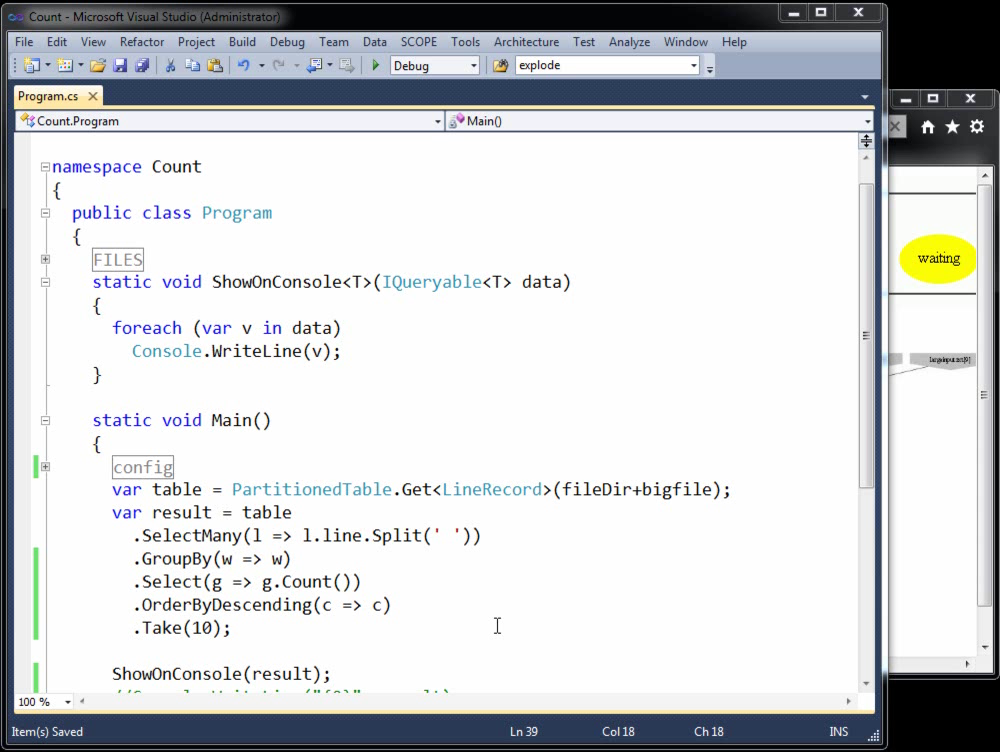 Count - Microsoft Visual Studio (Administrator)
File Edit View Refactor Project Build Debug Team Data SCOPE Tools Architecture Test Analyze Window Help
Debug explode
Program.cs
Count.Program Main()
namespace Count
{
public class Program
{
FILES
static void ShowOnConsole<T>(IQueryable<T> data)
{
foreach (var v in data)
Console.WriteLine(v);
}
static void Main()
{
config
var table = PartitionedTable.Get<LineRecord>(fileDir+bigfile);
var result = table
.SelectMany(l => l.line.Split(' '))
.GroupBy(w => w)
.Select(g => g.Count())
.OrderByDescending(c => c)
.Take(10);
ShowOnConsole(result);
100 %
Item(s) Saved Ln 39 Col 18 Ch 18 INS
waiting